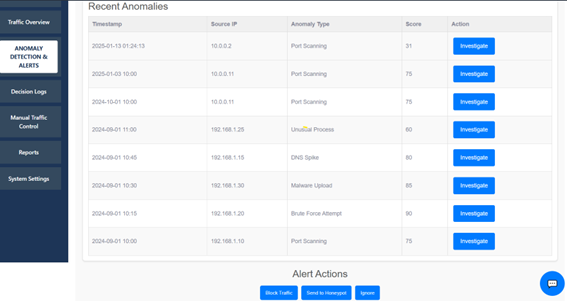 Recent Anomalies
Traffic Overview
ANOMALY
DETECTION &
ALERTS
Decision Logs
Manual Traffic
Control
Reports
System Settings
Timestamp Source IP Anomaly Type Score Action
2025-01-13 01:24:13 10.0.0.2 Port Scanning 31 Investigate
2025-01-03 10:00 10.0.0.11 Port Scanning 75 Investigate
2024-10-01 10:00 10.0.0.11 Port Scanning 75 Investigate
2024-09-01 11:00 192.168.1.25 Unusual Process 60 Investigate
2024-09-01 10:45 192.168.1.15 DNS Spike 80 Investigate
2024-09-01 10:30 192.168.1.30 Malware Upload 85 Investigate
2024-09-01 10:15 192.168.1.20 Brute Force Attempt 90 Investigate
2024-09-01 10:00 192.168.1.10 Port Scanning 75 Investigate
Alert Actions
Block Traffic Send to Honeypot Ignore